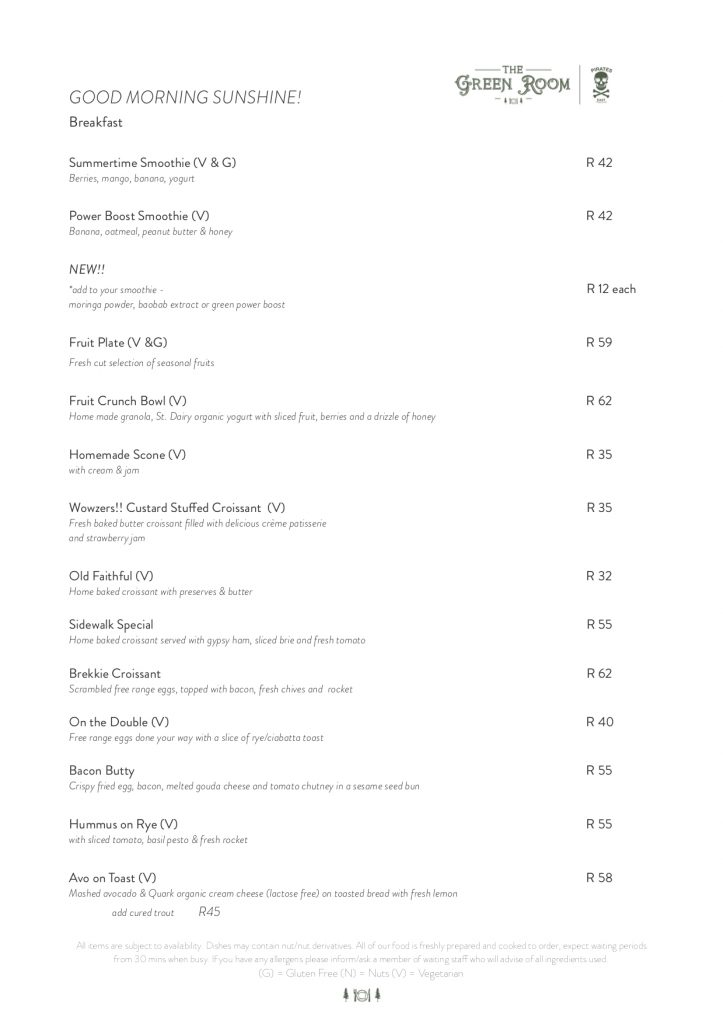 THE
GREEN ROOM
PIRATES
GOOD MORNING SUNSHINE!
Breakfast
Summertime Smoothie (V & G) R 42
Berries, mango, banana, yogurt
Power Boost Smoothie (V) R 42
Banana, oatmeal, peanut butter & honey
NEW!!
*add to your smoothie - R 12 each
moringa powder, baobab extract or green power boost
Fruit Plate (V &G) R 59
Fresh cut selection of seasonal fruits
Fruit Crunch Bowl (V) R 62
Home made granola, St. Dairy organic yogurt with sliced fruit, berries and a drizzle of honey
Homemade Scone (V) R 35
with cream & jam
Wowzers!! Custard Stuffed Croissant (V) R 35
Fresh baked butter croissant filled with delicious crème patisserie
and strawberry jam
Old Faithful (V) R 32
Home baked croissant with preserves & butter
Sidewalk Special R 55
Home baked croissant served with gypsy ham, sliced brie and fresh tomato
Brekkie Croissant R 62
Scrambled free range eggs, topped with bacon, fresh chives and rocket
On the Double (V) R 40
Free range eggs done your way with a slice of rye/ciabatta toast
Bacon Butty R 55
Crispy fried egg, bacon, melted gouda cheese and tomato chutney in a sesame seed bun
Hummus on Rye (V) R 55
with sliced tomato, basil pesto & fresh rocket
Avo on Toast (V) R 58
Mashed avocado & Quark organic cream cheese (lactose free) on toasted bread with fresh lemon
add cured trout R45
All items are subject to availability. Dishes may contain nut/nut derivatives. All of our food is freshly prepared and cooked to order, expect waiting periods
from 30 mins when busy. If you have any allergens please inform/ask a member of waiting staff who will advise of all ingredients used
(G) = Gluten Free (N) = Nuts (V) = Vegetarian